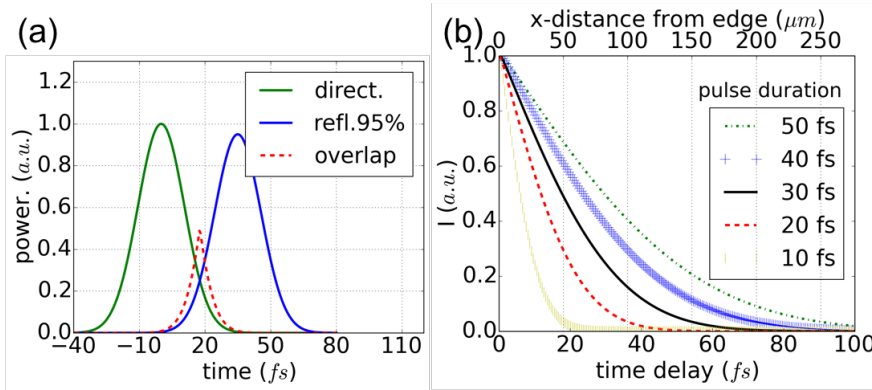 (a)
1.2
1.0
0.8
0.6
0.4
0.2
0.0
power. (a.u.)
direct.
refl.95%
overlap
−40 −10 20 50 80 110
time (fs)
x-distance from edge (μm)
(b)
0 50 100 150 200 250
1.0
0.8
0.6
0.4
0.2
0.0
I (a.u.)
pulse duration
50 fs
40 fs
30 fs
20 fs
10 fs
0 20 40 60 80 100
time delay (fs)